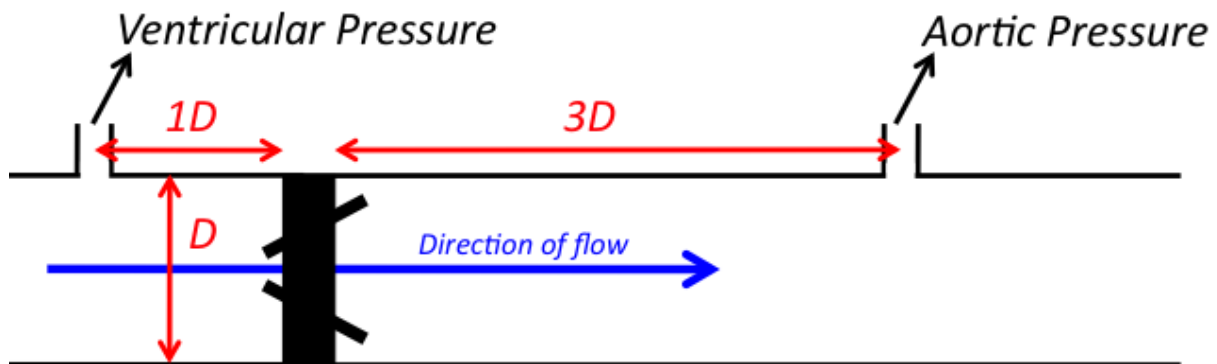 Ventricular Pressure
Aortic Pressure
1D
3D
D
Direction of flow